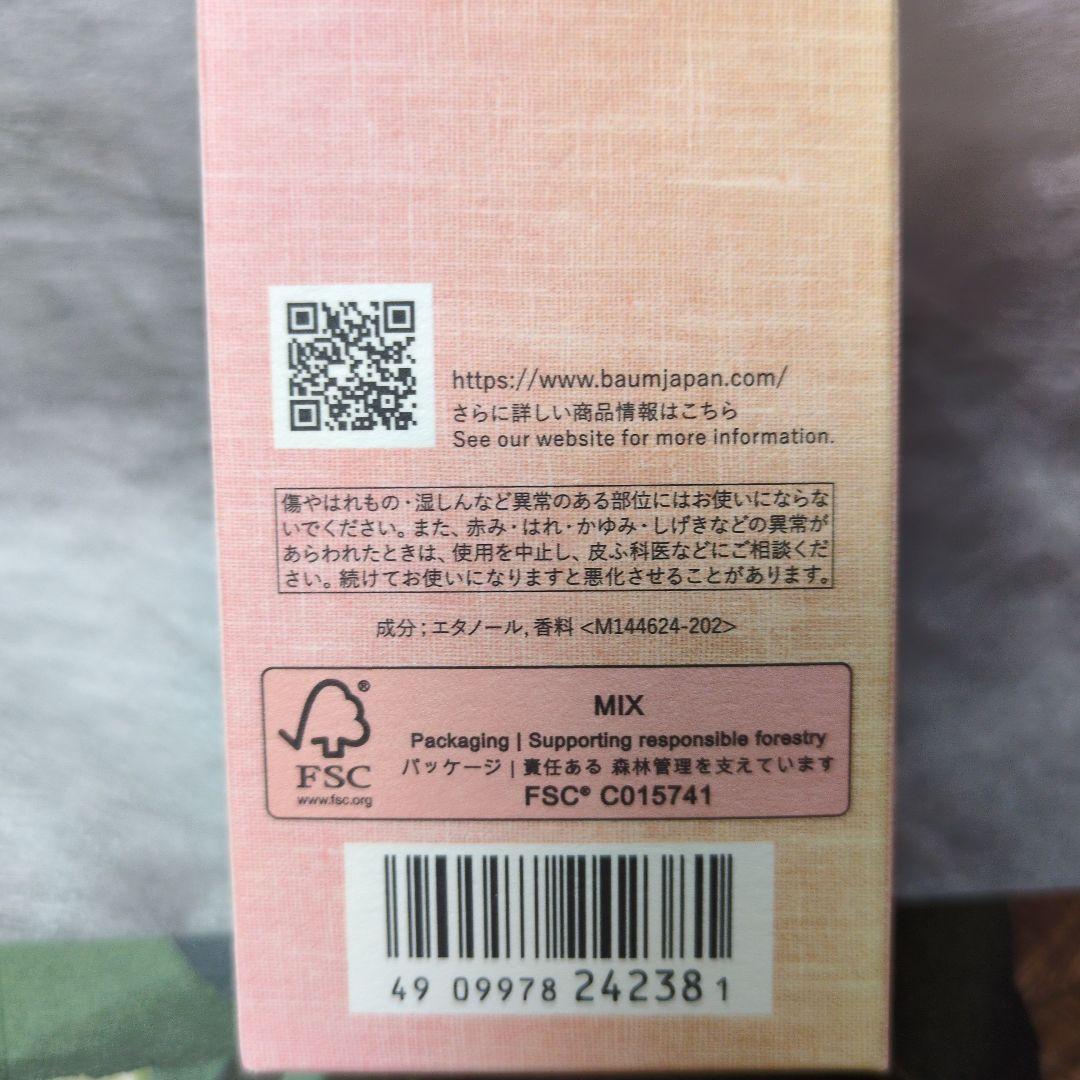 https://www.baumjapan.com/
さらに詳しい商品情報はこちら
See our website for more information.
傷やはれもの・湿しんなど異常のある部位にはお使いにならな
いでください。また、赤み・はれ・かゆみ・しげきなどの異常が
あらわれたときは、使用を中止し、皮ふ科医などにご相談くだ
さい。続けてお使いになりますと悪化させることがあります。
成分；エタノール, 香料 <M144624-202>
®
FSC
www.fsc.org
MIX
Packaging | Supporting responsible forestry
パッケージ | 責任ある 森林管理を支えています
FSC® C015741
49 09978 24238 1